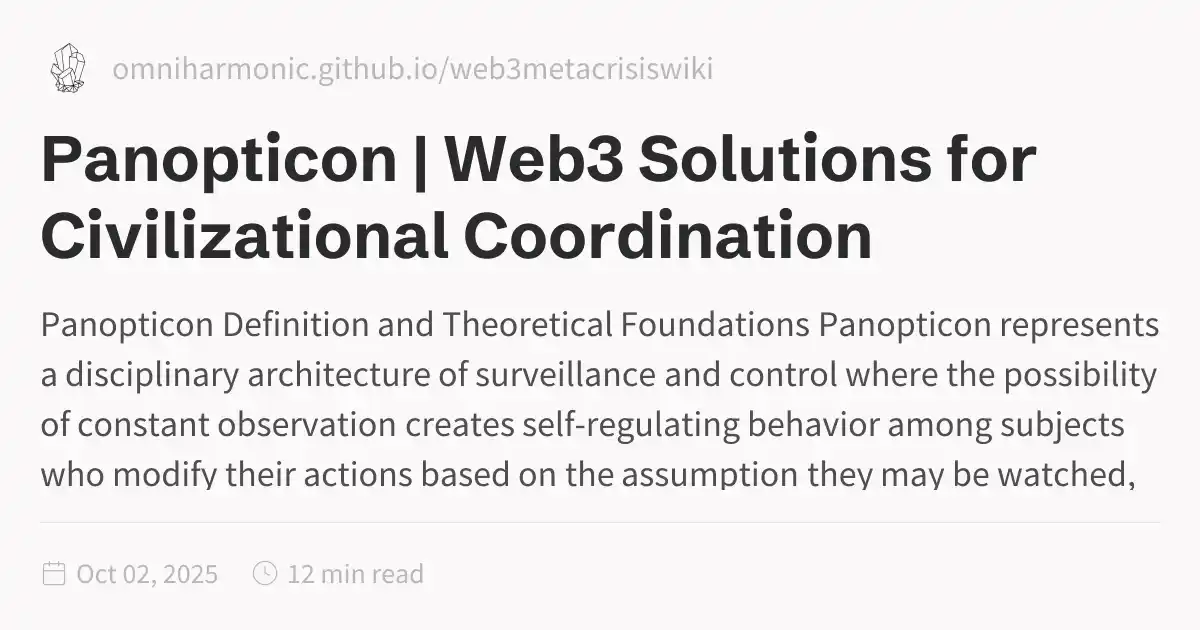 omniharmonic.github.io/web3metacrisiswiki
Panopticon | Web3 Solutions for
Civilizational Coordination
Panopticon Definition and Theoretical Foundations Panopticon represents
a disciplinary architecture of surveillance and control where the possibility
of constant observation creates self-regulating behavior among subjects
who modify their actions based on the assumption they may be watched,
Oct 02, 2025
12 min read